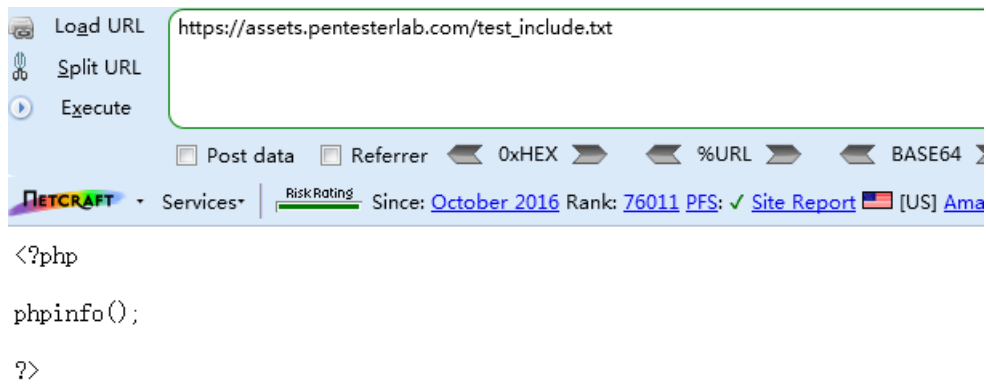 Load URL https://assets.pentesterlab.com/test_include.txt
Split URL
Execute
Post data Referrer 0xHEX %URL BASE64
NETCRAFT Services Risk Rating Since: October 2016 Rank: 76011 PFS: ✓ Site Report [US] Ama
<?php
phpinfo();
?>